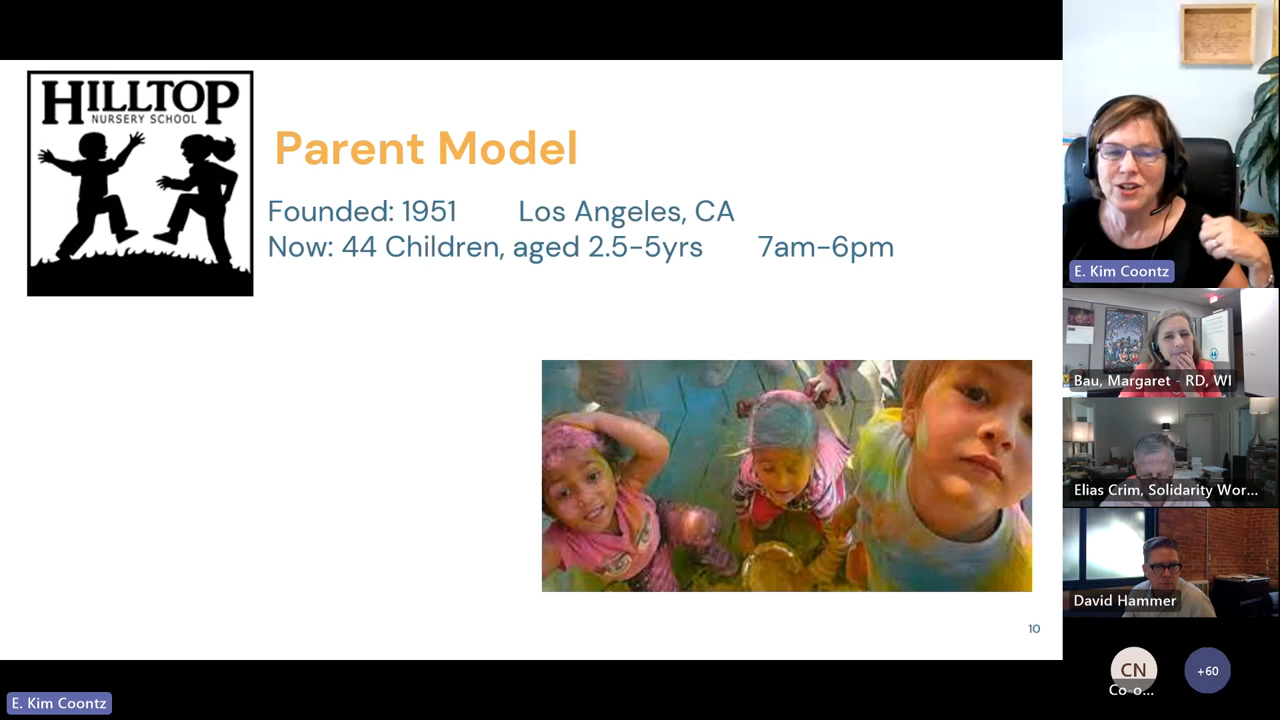 HILLTOP
NURSERY SCHOOL
Parent Model
Founded: 1951 Los Angeles, CA
Now: 44 Children, aged 2.5-5yrs 7am-6pm
10
E. Kim Coontz
Bau, Margaret - RD, WI
Elias Crim, Solidarity Wor...
David Hammer
CN
Co-o...
+60
E. Kim Coontz